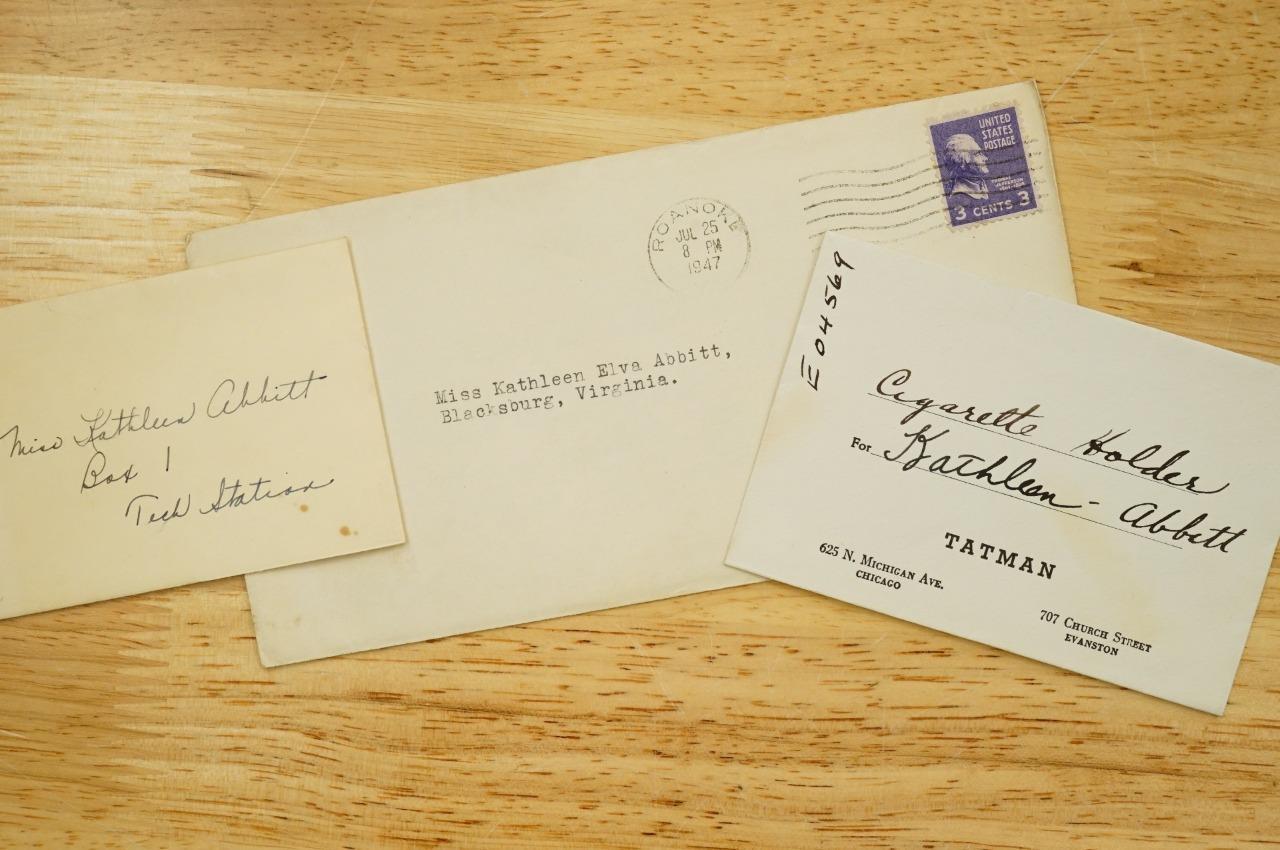 Miss Kathleen Abbitt
Box 1
Tech Station
ROANOKE
JUL 25
8 PM
1947
UNITED
STATES
POSTAGE
THOMAS
JEFFERSON
3 CENTS 3
Miss Kathleen Elva Abbitt,
Blacksburg, Virginia.
E04569
Cigarette Holder
For Kathleen - Abbitt
TATMAN
625 N. MICHIGAN AVE.
CHICAGO
707 CHURCH STREET
EVANSTON